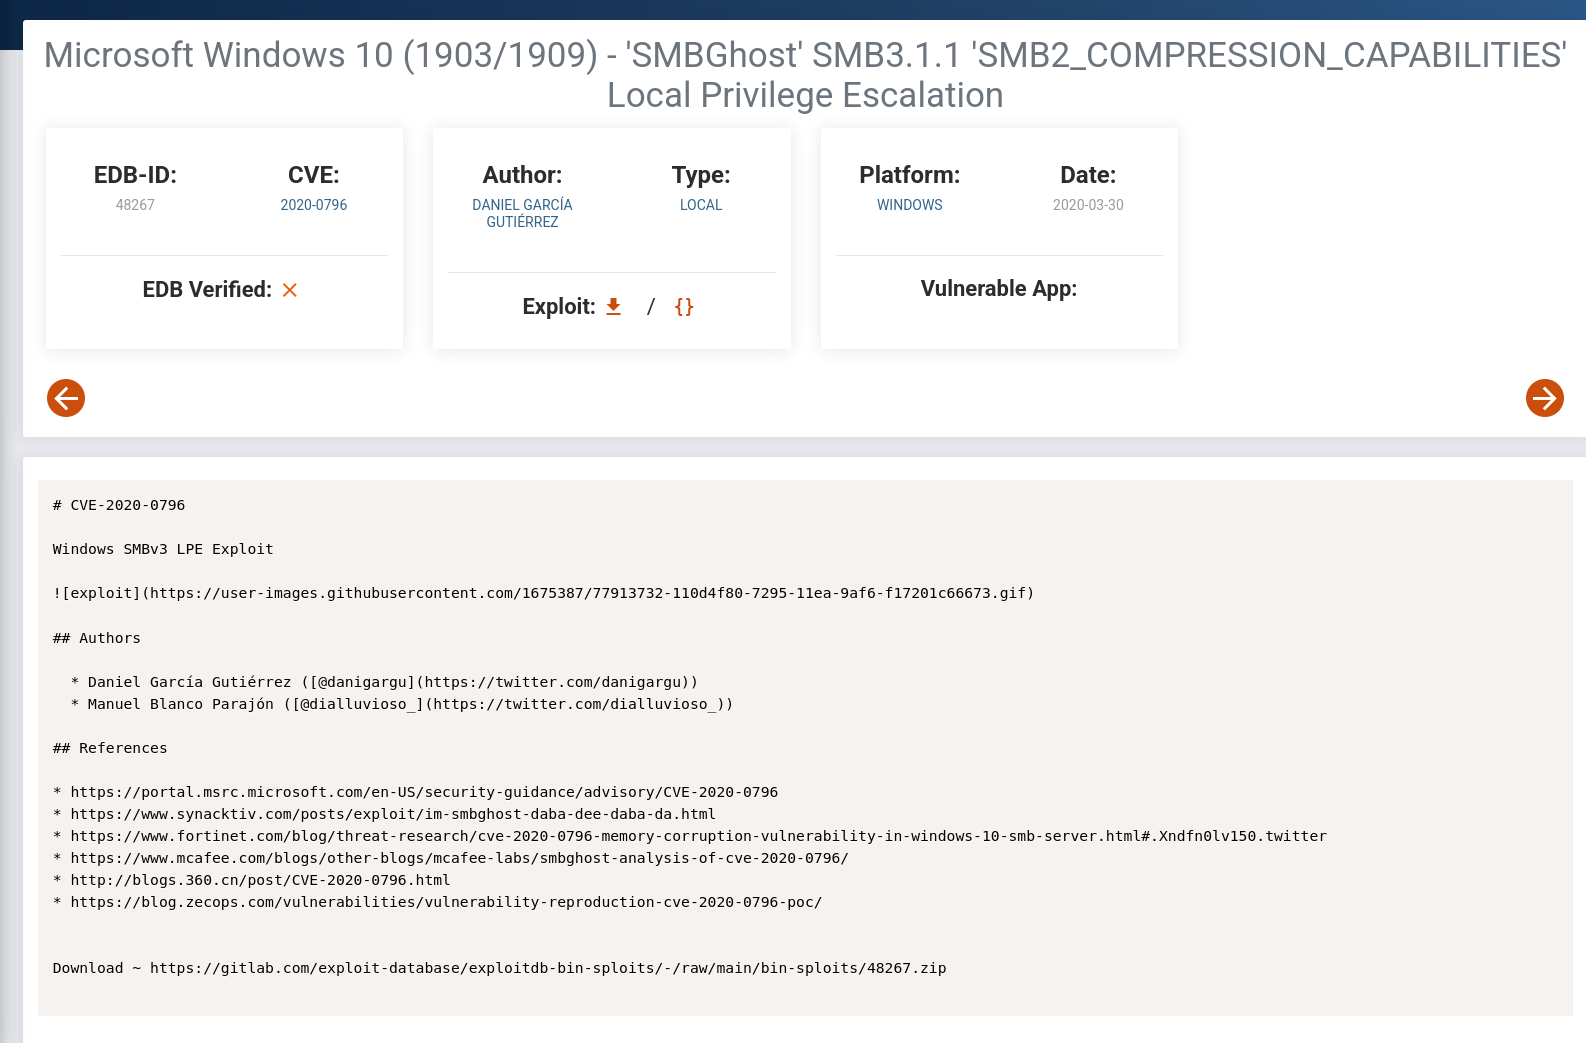 Microsoft Windows 10 (1903/1909) - 'SMBGhost' SMB3.1.1 'SMB2_COMPRESSION_CAPABILITIES'
Local Privilege Escalation
EDB-ID:
48267
CVE:
2020-0796
EDB Verified:
Author:
DANIEL GARCÍA
GUTIÉRREZ
Type:
LOCAL
Exploit: / {}
Platform:
WINDOWS
Date:
2020-03-30
Vulnerable App:
# CVE-2020-0796
Windows SMBv3 LPE Exploit
![exploit](https://user-images.githubusercontent.com/1675387/77913732-110d4f80-7295-11ea-9af6-f17201c66673.gif)
## Authors
* Daniel García Gutiérrez ([@danigargu](https://twitter.com/danigargu))
* Manuel Blanco Parajón ([@dialluvioso_](https://twitter.com/dialluvioso_))
## References
* https://portal.msrc.microsoft.com/en-US/security-guidance/advisory/CVE-2020-0796
* https://www.synacktiv.com/posts/exploit/im-smbghost-daba-dee-daba-da.html
* https://www.fortinet.com/blog/threat-research/cve-2020-0796-memory-corruption-vulnerability-in-windows-10-smb-server.html#.Xndfn0lv150.twitter
* https://www.mcafee.com/blogs/other-blogs/mcafee-labs/smbghost-analysis-of-cve-2020-0796/
* http://blogs.360.cn/post/CVE-2020-0796.html
* https://blog.zecops.com/vulnerabilities/vulnerability-reproduction-cve-2020-0796-poc/
Download ~ https://gitlab.com/exploit-database/exploitdb-bin-sploits/-/raw/main/bin-sploits/48267.zip